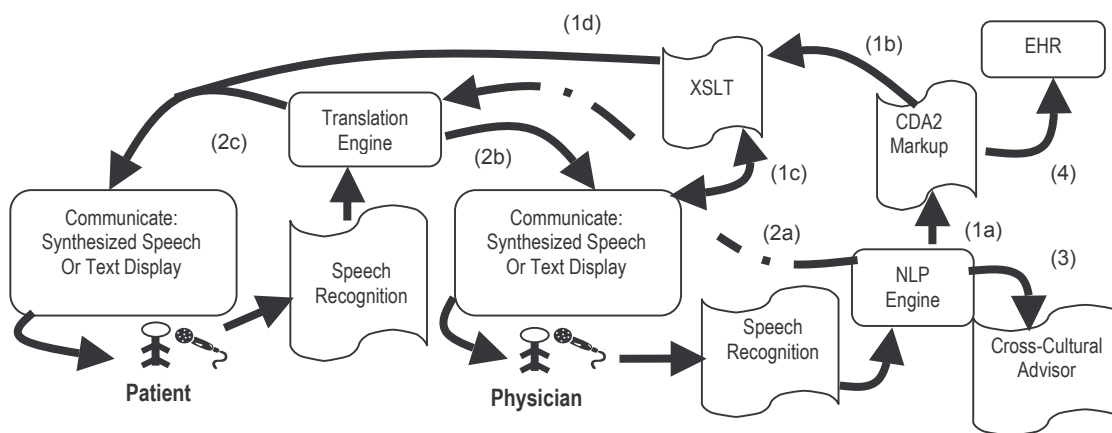 (1d)
(1b)
EHR
XSLT
Translation
Engine
CDA2
Markup
(2c)
(2b)
(1c)
(4)
Communicate:
Synthesized Speech
Or Text Display
Communicate:
Synthesized Speech
Or Text Display
(2a)
(1a)
(3)
Speech
Recognition
NLP
Engine
Speech
Recognition
Cross-Cultural
Advisor
Patient
Physician